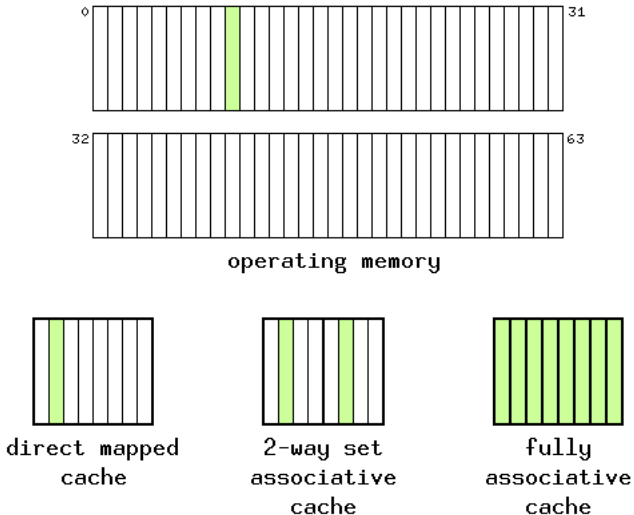 0 31
32 63
operating memory
direct mapped
cache
2-way set
associative
cache
fully
associative
cache